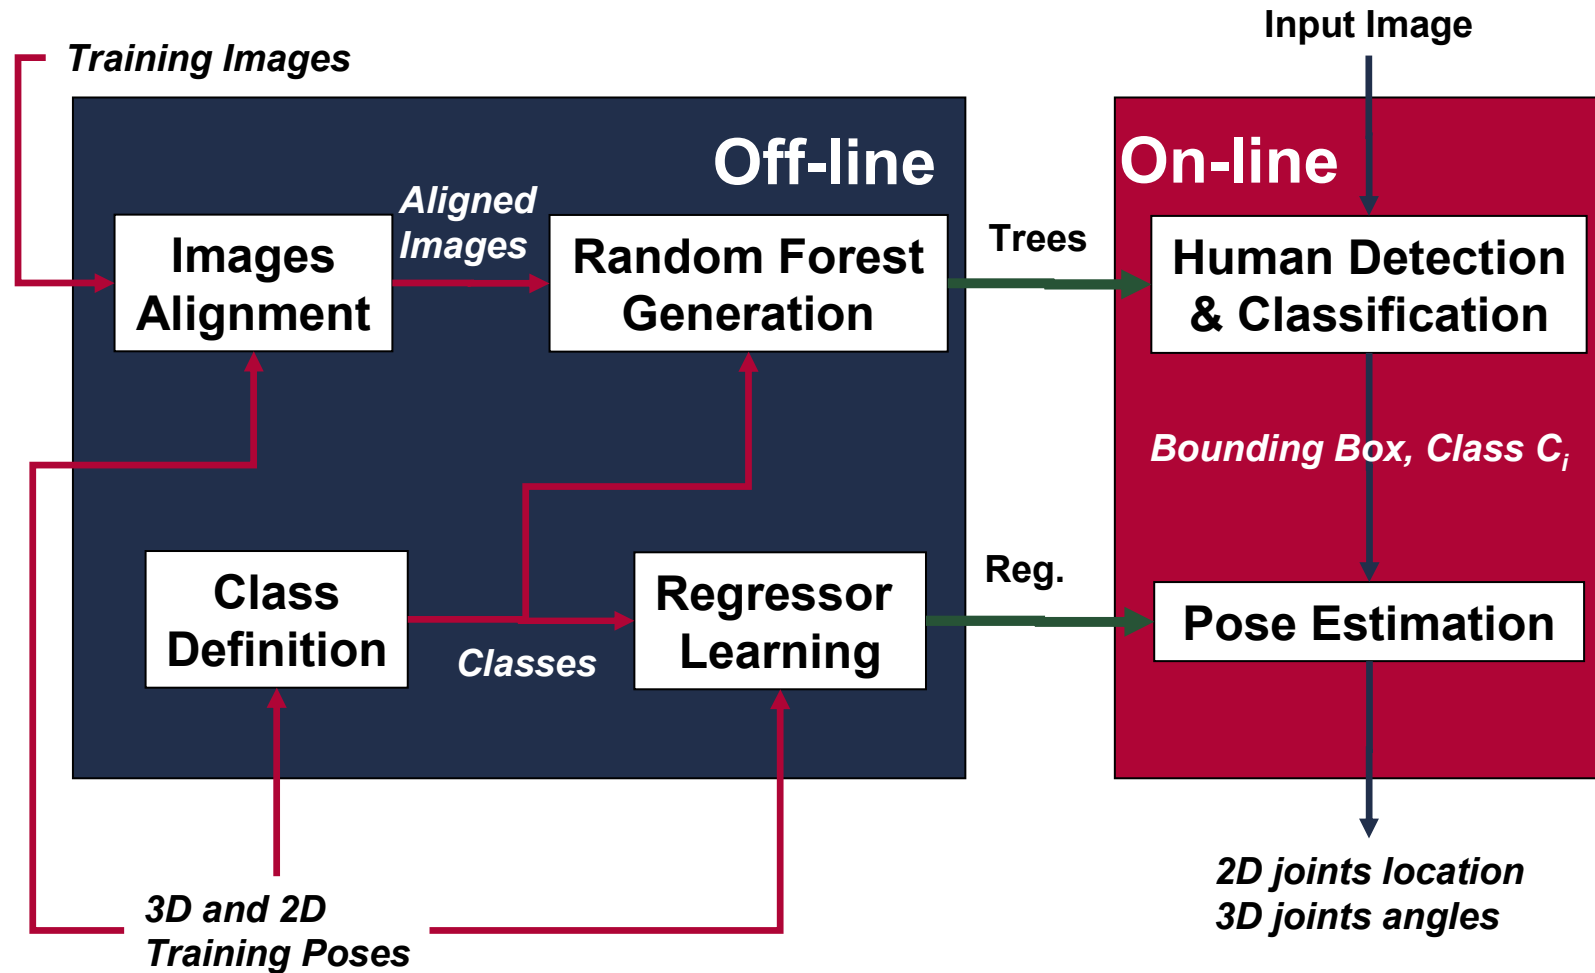 Input Image
Training Images
Off-line
On-line
Aligned
Images
Images
Alignment
Random Forest
Generation
Trees
Human Detection
& Classification
Bounding Box, Class Ci
Class
Definition
Classes
Regressor
Learning
Reg.
Pose Estimation
3D and 2D
Training Poses
2D joints location
3D joints angles